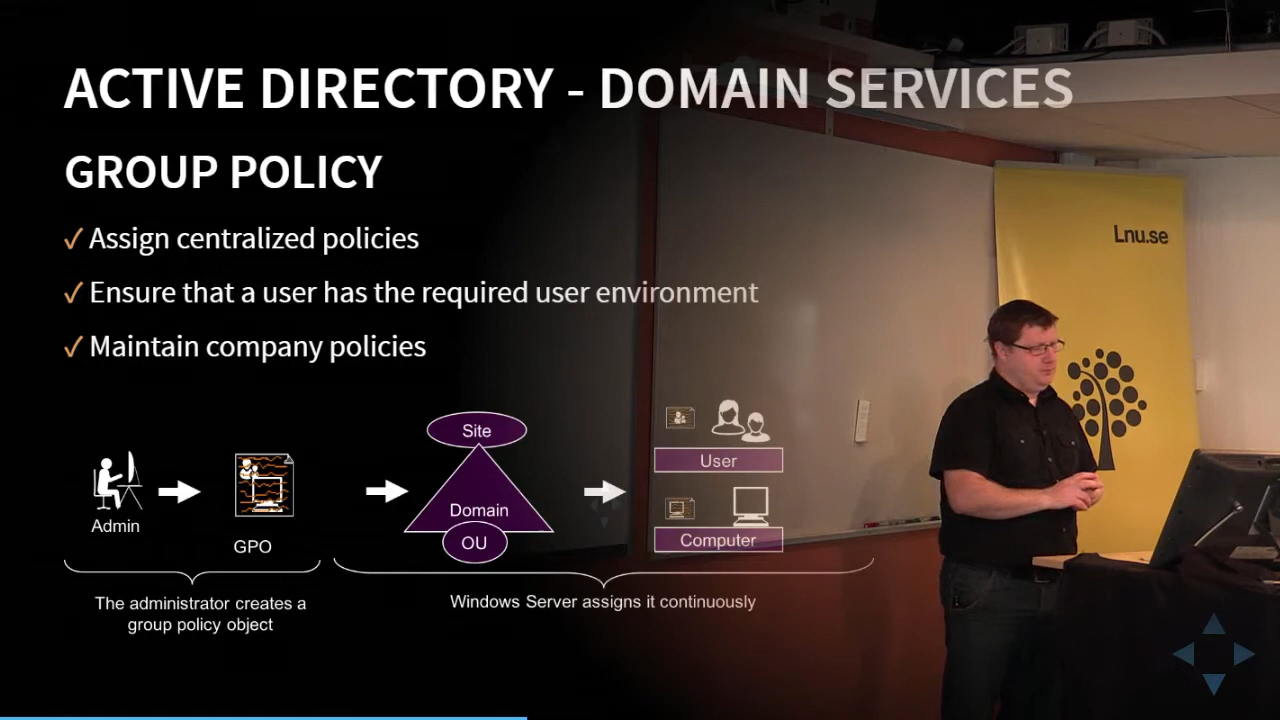 ACTIVE DIRECTORY - DOMAIN SERVICES
GROUP POLICY
✓ Assign centralized policies
✓ Ensure that a user has the required user environment
✓ Maintain company policies
Lnu.se
Site
Domain
OU
User
Computer
Admin
GPO
The administrator creates a
group policy object
Windows Server assigns it continuously